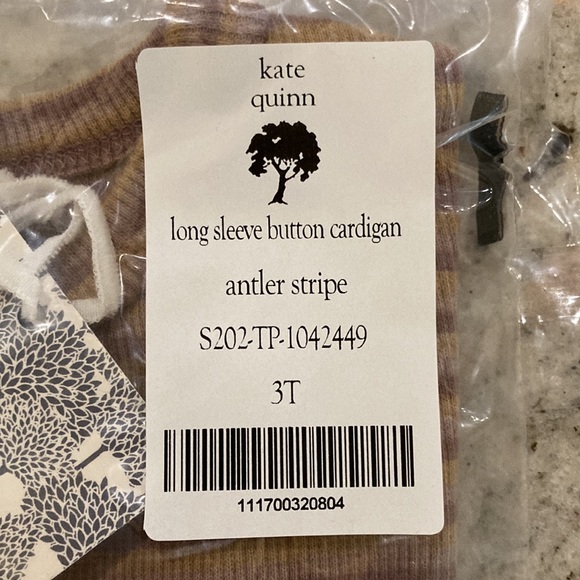 kate
quinn
long sleeve button cardigan
antler stripe
S202-TP-1042449
3T
111700320804